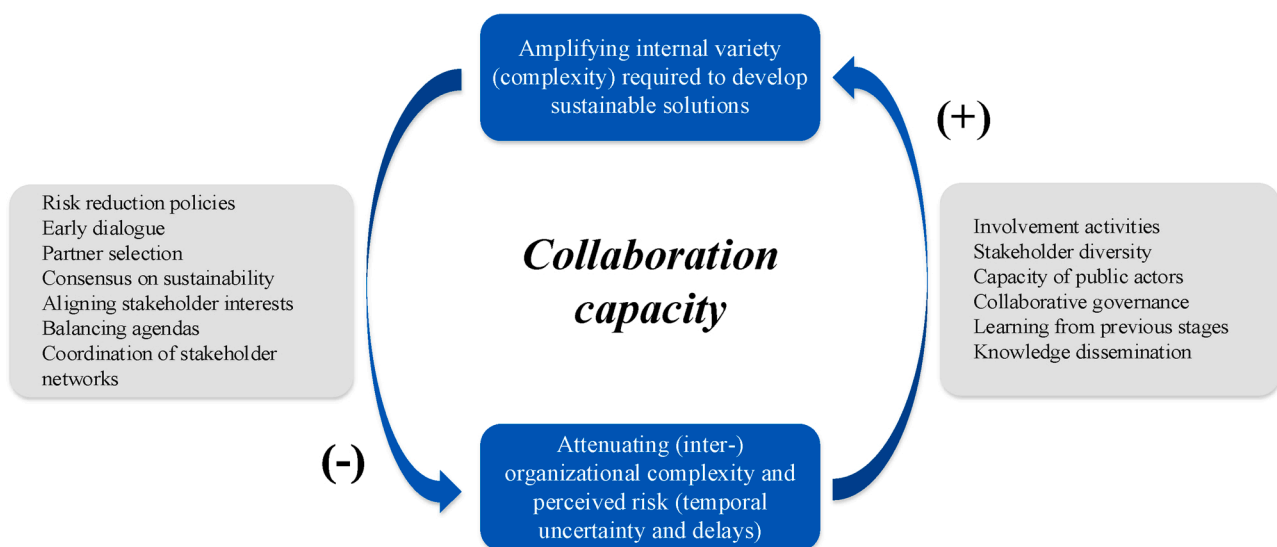 Amplifying internal variety
(complexity) required to develop
sustainable solutions
(+)
Risk reduction policies
Early dialogue
Partner selection
Consensus on sustainability
Aligning stakeholder interests
Balancing agendas
Coordination of stakeholder
networks
Collaboration
capacity
Involvement activities
Stakeholder diversity
Capacity of public actors
Collaborative governance
Learning from previous stages
Knowledge dissemination
(-)
Attenuating (inter-)
organizational complexity and
perceived risk (temporal
uncertainty and delays)